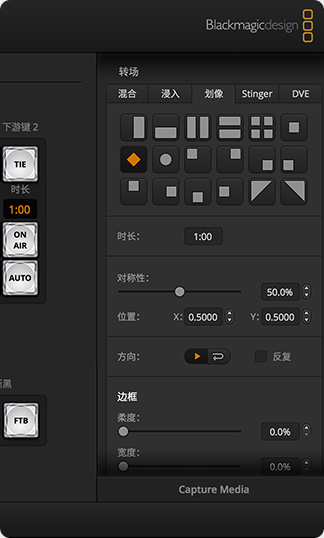 Blackmagicdesign
转场
混合 浸入 划像 Stinger DVE
下游键 2
TIE
时长
1:00
ON AIR
AUTO
时长: 1:00
对称性:
50.0%
位置: X: 0.5000 Y: 0.5000
方向: 反复
边框
柔度:
0.0%
宽度:
0.0%
黑
FTB
Capture Media